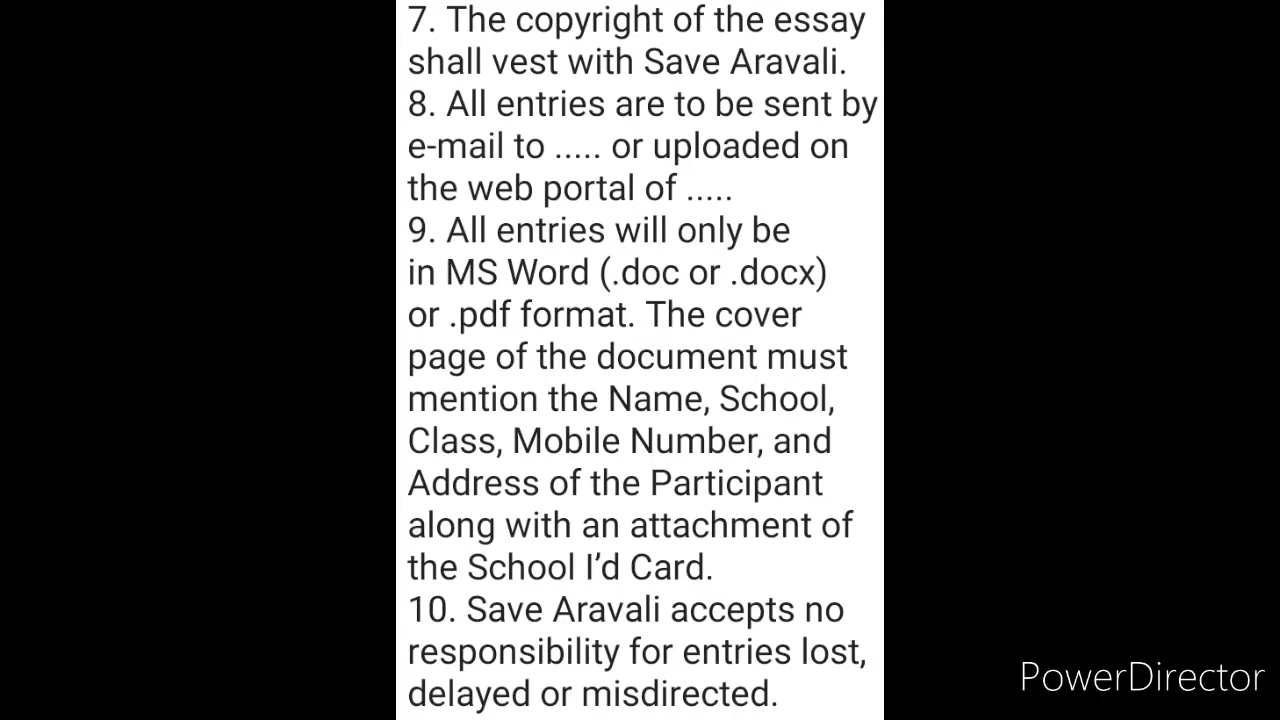 7. The copyright of the essay
shall vest with Save Aravali.
8. All entries are to be sent by
e-mail to ..... or uploaded on
the web portal of .....
9. All entries will only be
in MS Word (.doc or .docx)
or .pdf format. The cover
page of the document must
mention the Name, School,
Class, Mobile Number, and
Address of the Participant
along with an attachment of
the School I’d Card.
10. Save Aravali accepts no
responsibility for entries lost,
delayed or misdirected.
PowerDirector